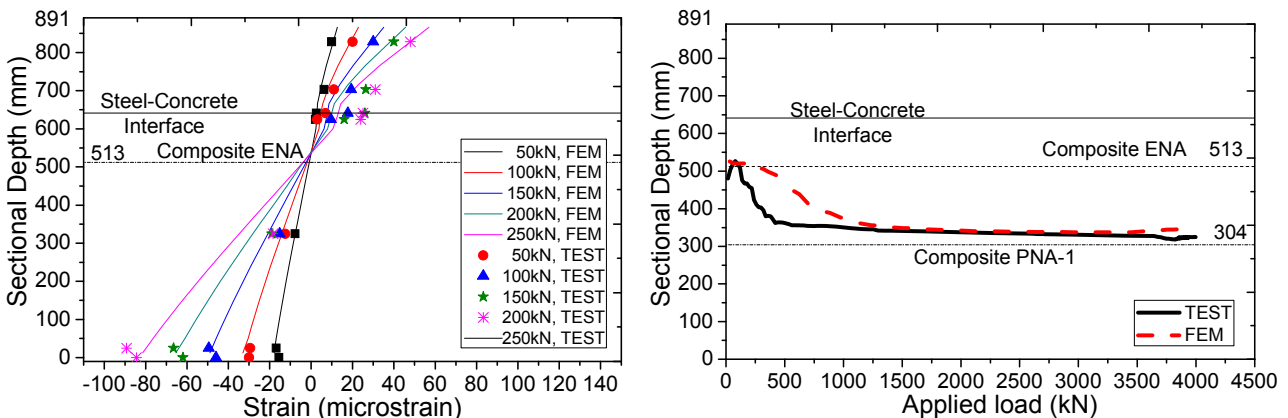 891
800
700
600
500
400
300
200
100
0
Sectional Depth (mm)
Steel-Concrete
Interface
513
Composite ENA
50kN, FEM
100kN, FEM
150kN, FEM
200kN, FEM
250kN, FEM
50kN, TEST
100kN, TEST
150kN, TEST
200kN, TEST
250kN, TEST
-100 -80 -60 -40 -20 0 20 40 60 80 100 120 140
Strain (microstrain)
891
800
700
600
500
400
300
200
100
0
Sectional Depth (mm)
Steel-Concrete
Interface
Composite ENA 513
304
Composite PNA-1
TEST
FEM
0 500 1000 1500 2000 2500 3000 3500 4000 4500
Applied load (kN)